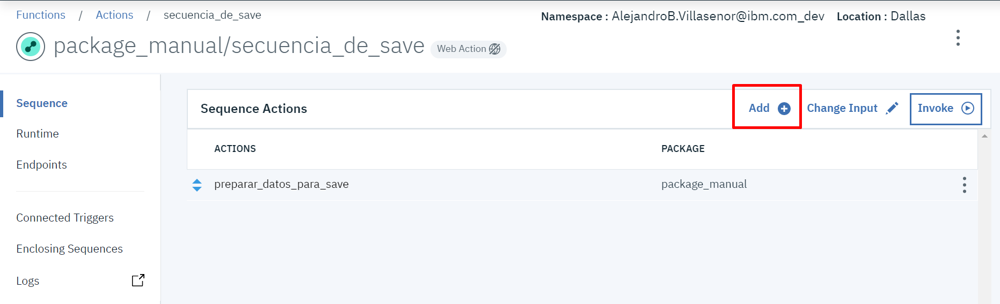 Functions / Actions / secuencia_de_save
Namespace : AlejandroB.Villasenor@ibm.com_dev Location : Dallas
package_manual/secuencia_de_save Web Action
Sequence
Runtime
Endpoints
Connected Triggers
Enclosing Sequences
Logs
Sequence Actions Add Change Input Invoke
ACTIONS PACKAGE
preparar_datos_para_save package_manual